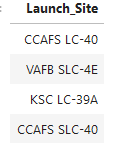 Launch_Site
CCAFS LC-40
VAFB SLC-4E
KSC LC-39A
CCAFS SLC-40